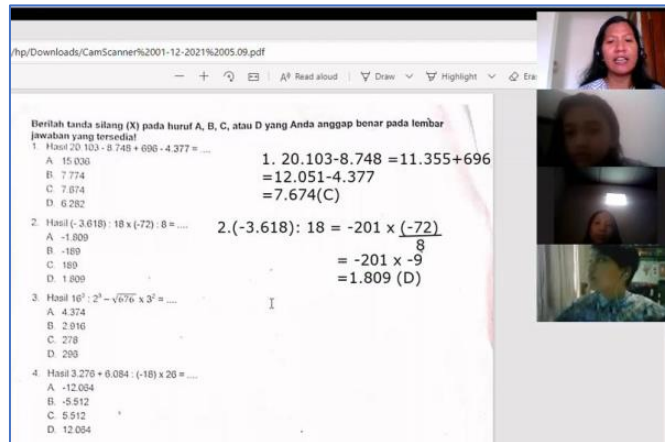 /hp/Downloads/CamScanner%2001-12-2021%2005.09.pdf
Read aloud
Draw
Highlight
Era
Berilah tanda silang (X) pada huruf A, B, C, atau D yang Anda anggap benar pada lembar
jawaban yang tersedia!
1. Hasil 20.103 - 8.748 + 696 - 4.377 = ....
A. 15.036
B. 7.774
C. 7.674
D. 6.282
1. 20.103-8.748 =11.355+696
=12.051-4.377
=7.674(C)
2. Hasil (- 3.618) : 18 x (-72) : 8 = ....
A. -1.809
B. -189
C. 189
D. 1.809
2.(-3.618): 18 = -201 x (-72)
8
= -201 x -9
=1.809 (D)
3. Hasil 16³ : 2³ − √676 x 3² = ....
A. 4.374
B. 2.916
C. 278
D. 296
4. Hasil 3.276 + 6.084 : (-18) x 26 = ....
A. -12.064
B. -5.512
C. 5.512
D. 12.064